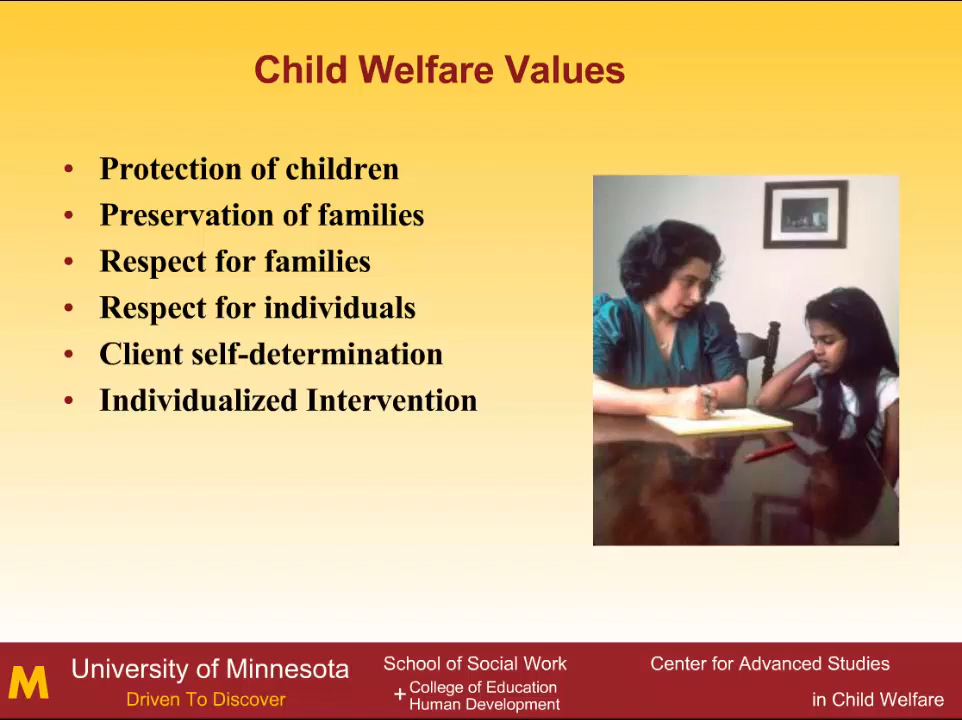 Child Welfare Values
• Protection of children
• Preservation of families
• Respect for families
• Respect for individuals
• Client self-determination
• Individualized Intervention
M
University of Minnesota
Driven To Discover
School of Social Work
+ College of Education
Human Development
Center for Advanced Studies
in Child Welfare